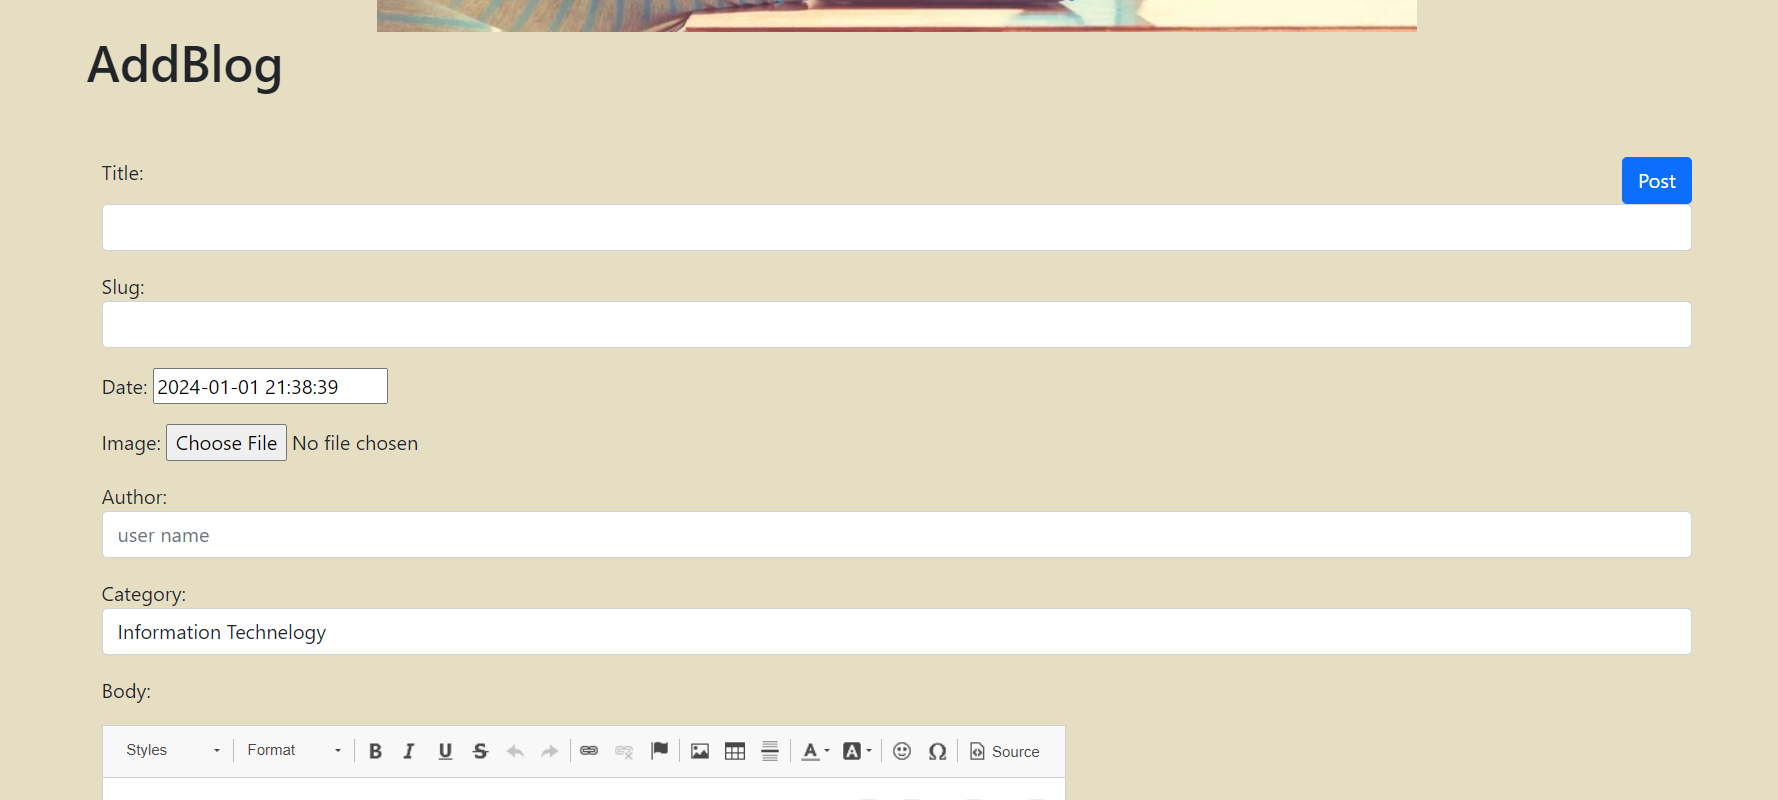 AddBlog
Title:
Post
Slug:
Date: 2024-01-01 21:38:39
Image: Choose File No file chosen
Author:
user name
Category:
Information Technelogy
Body:
Styles Format B I U S A A Ω Source